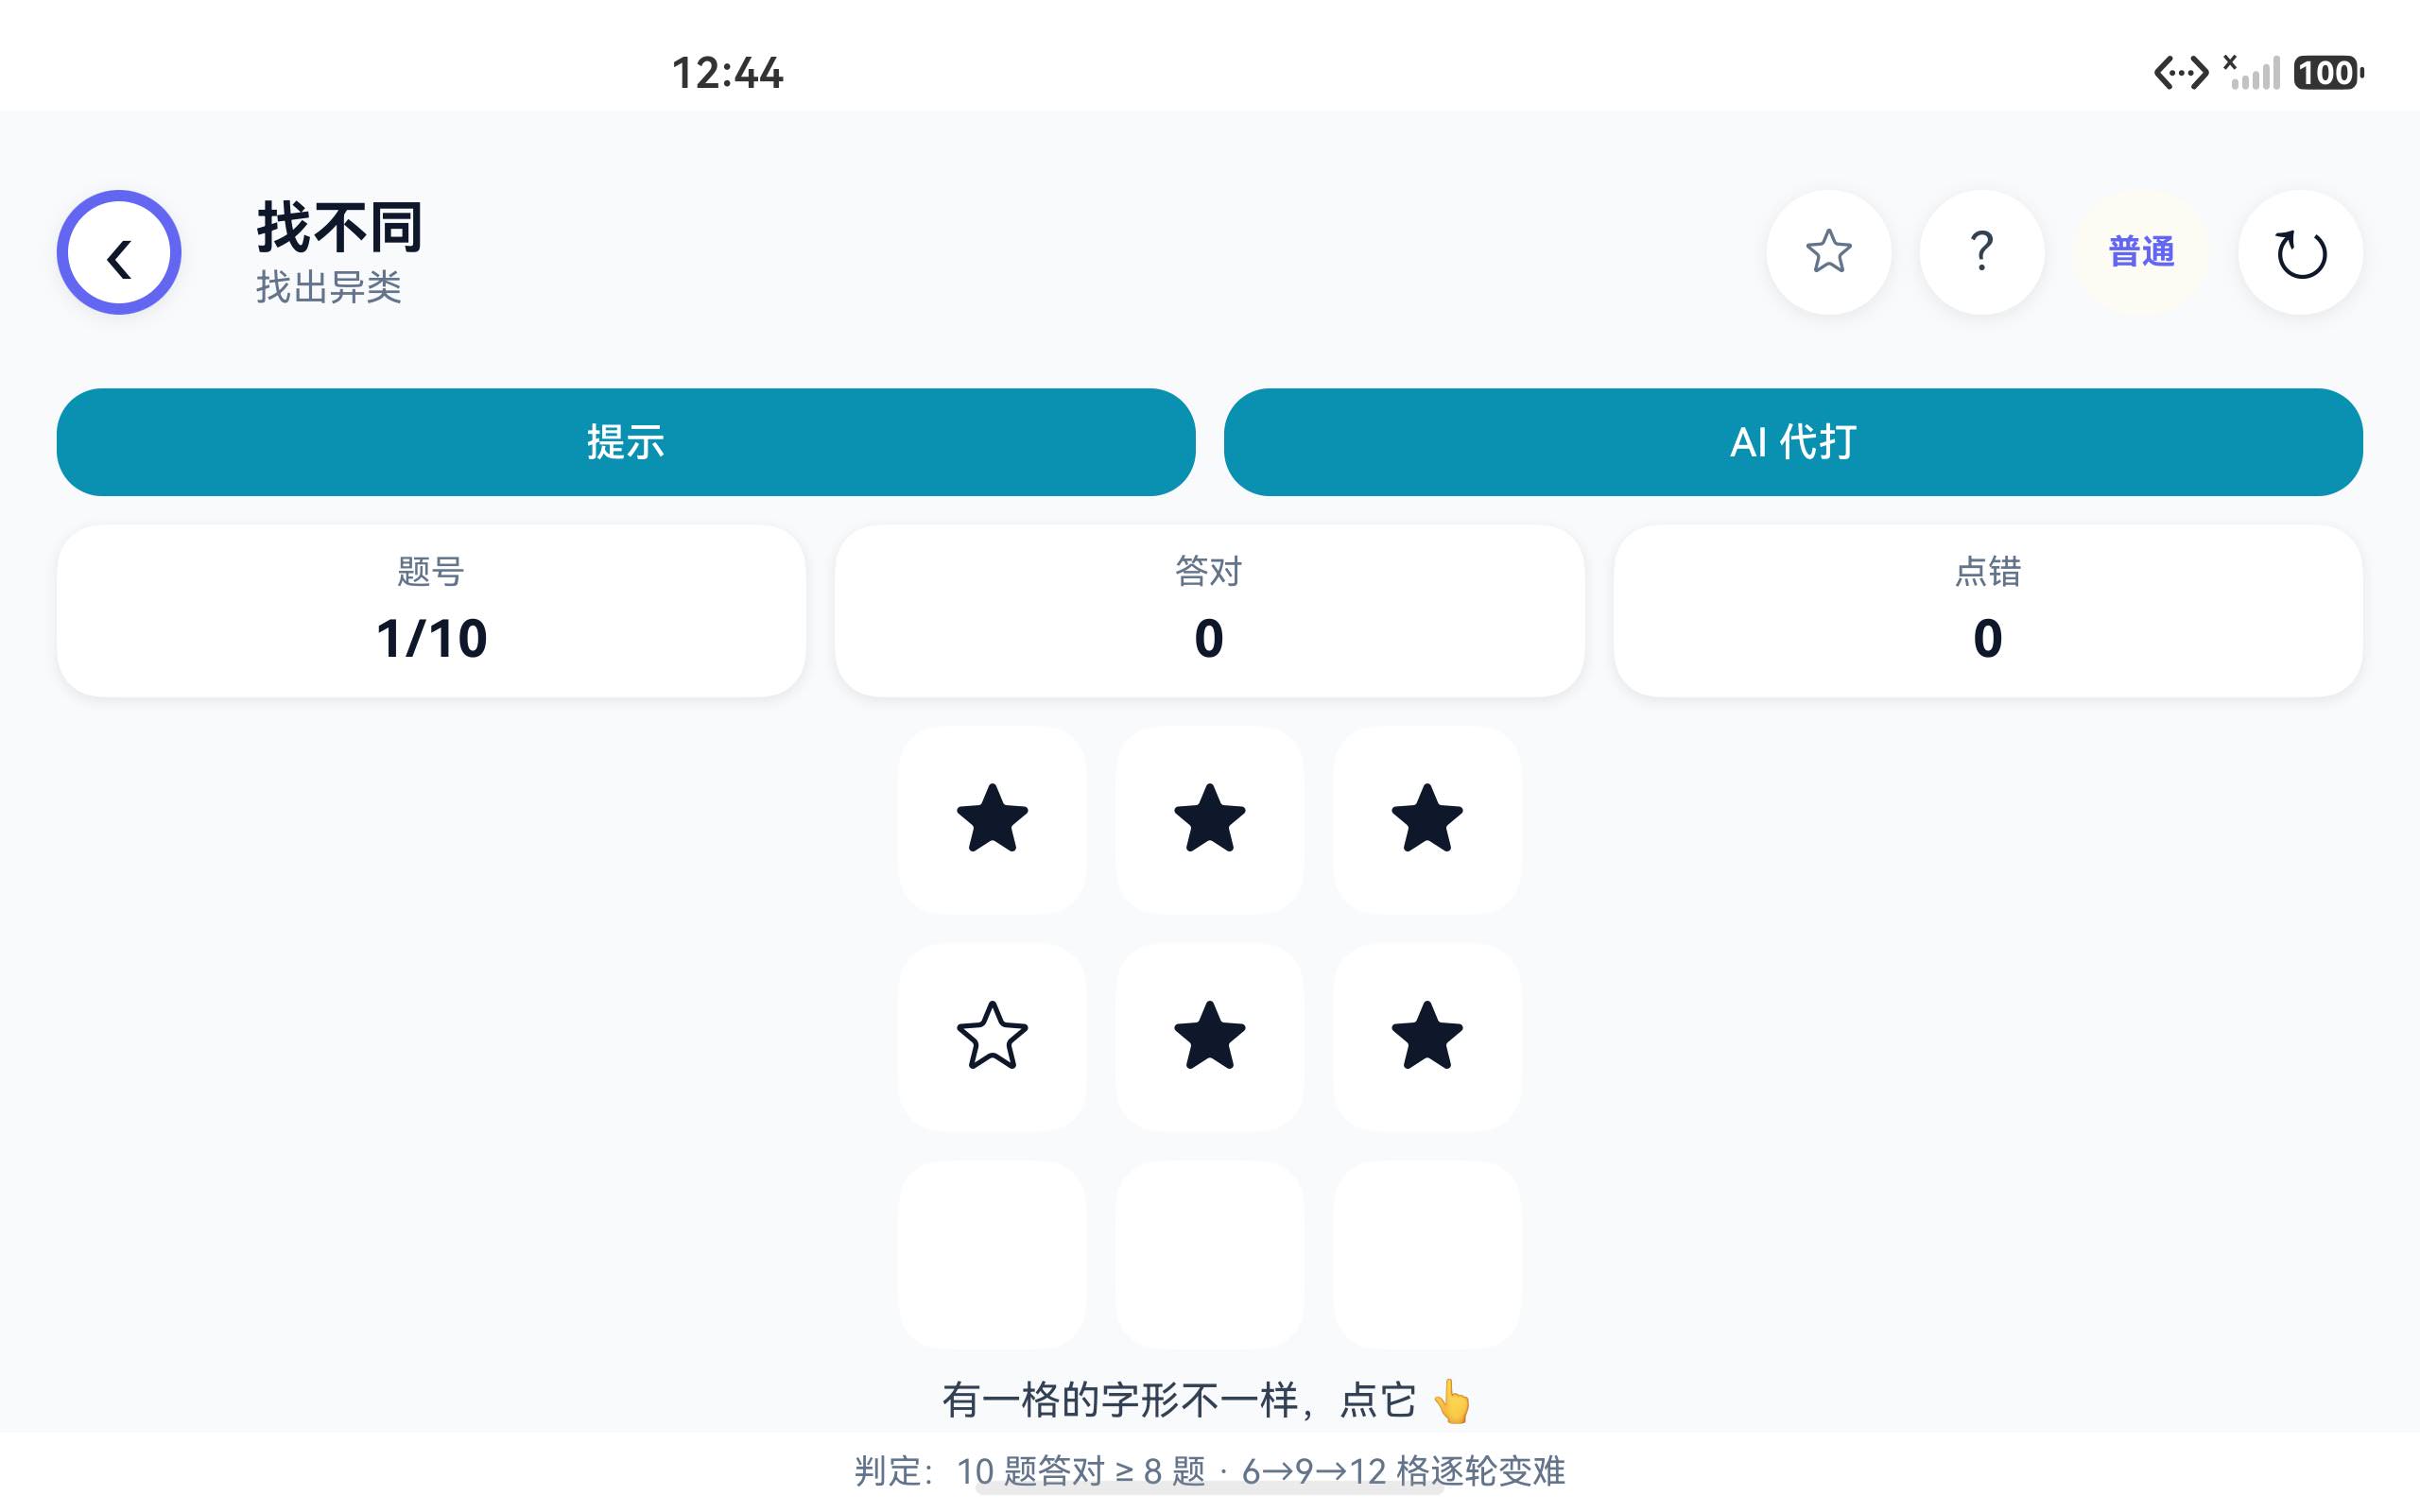 12:44
100
找不同
找出异类
?
普通
提示
AI 代打
题号
1/10
答对
0
点错
0
★ ★ ★
☆ ★ ★
有一格的字形不一样，点它 👆
判定：10 题答对 ≥ 8 题 · 6→9→12 格逐轮变难